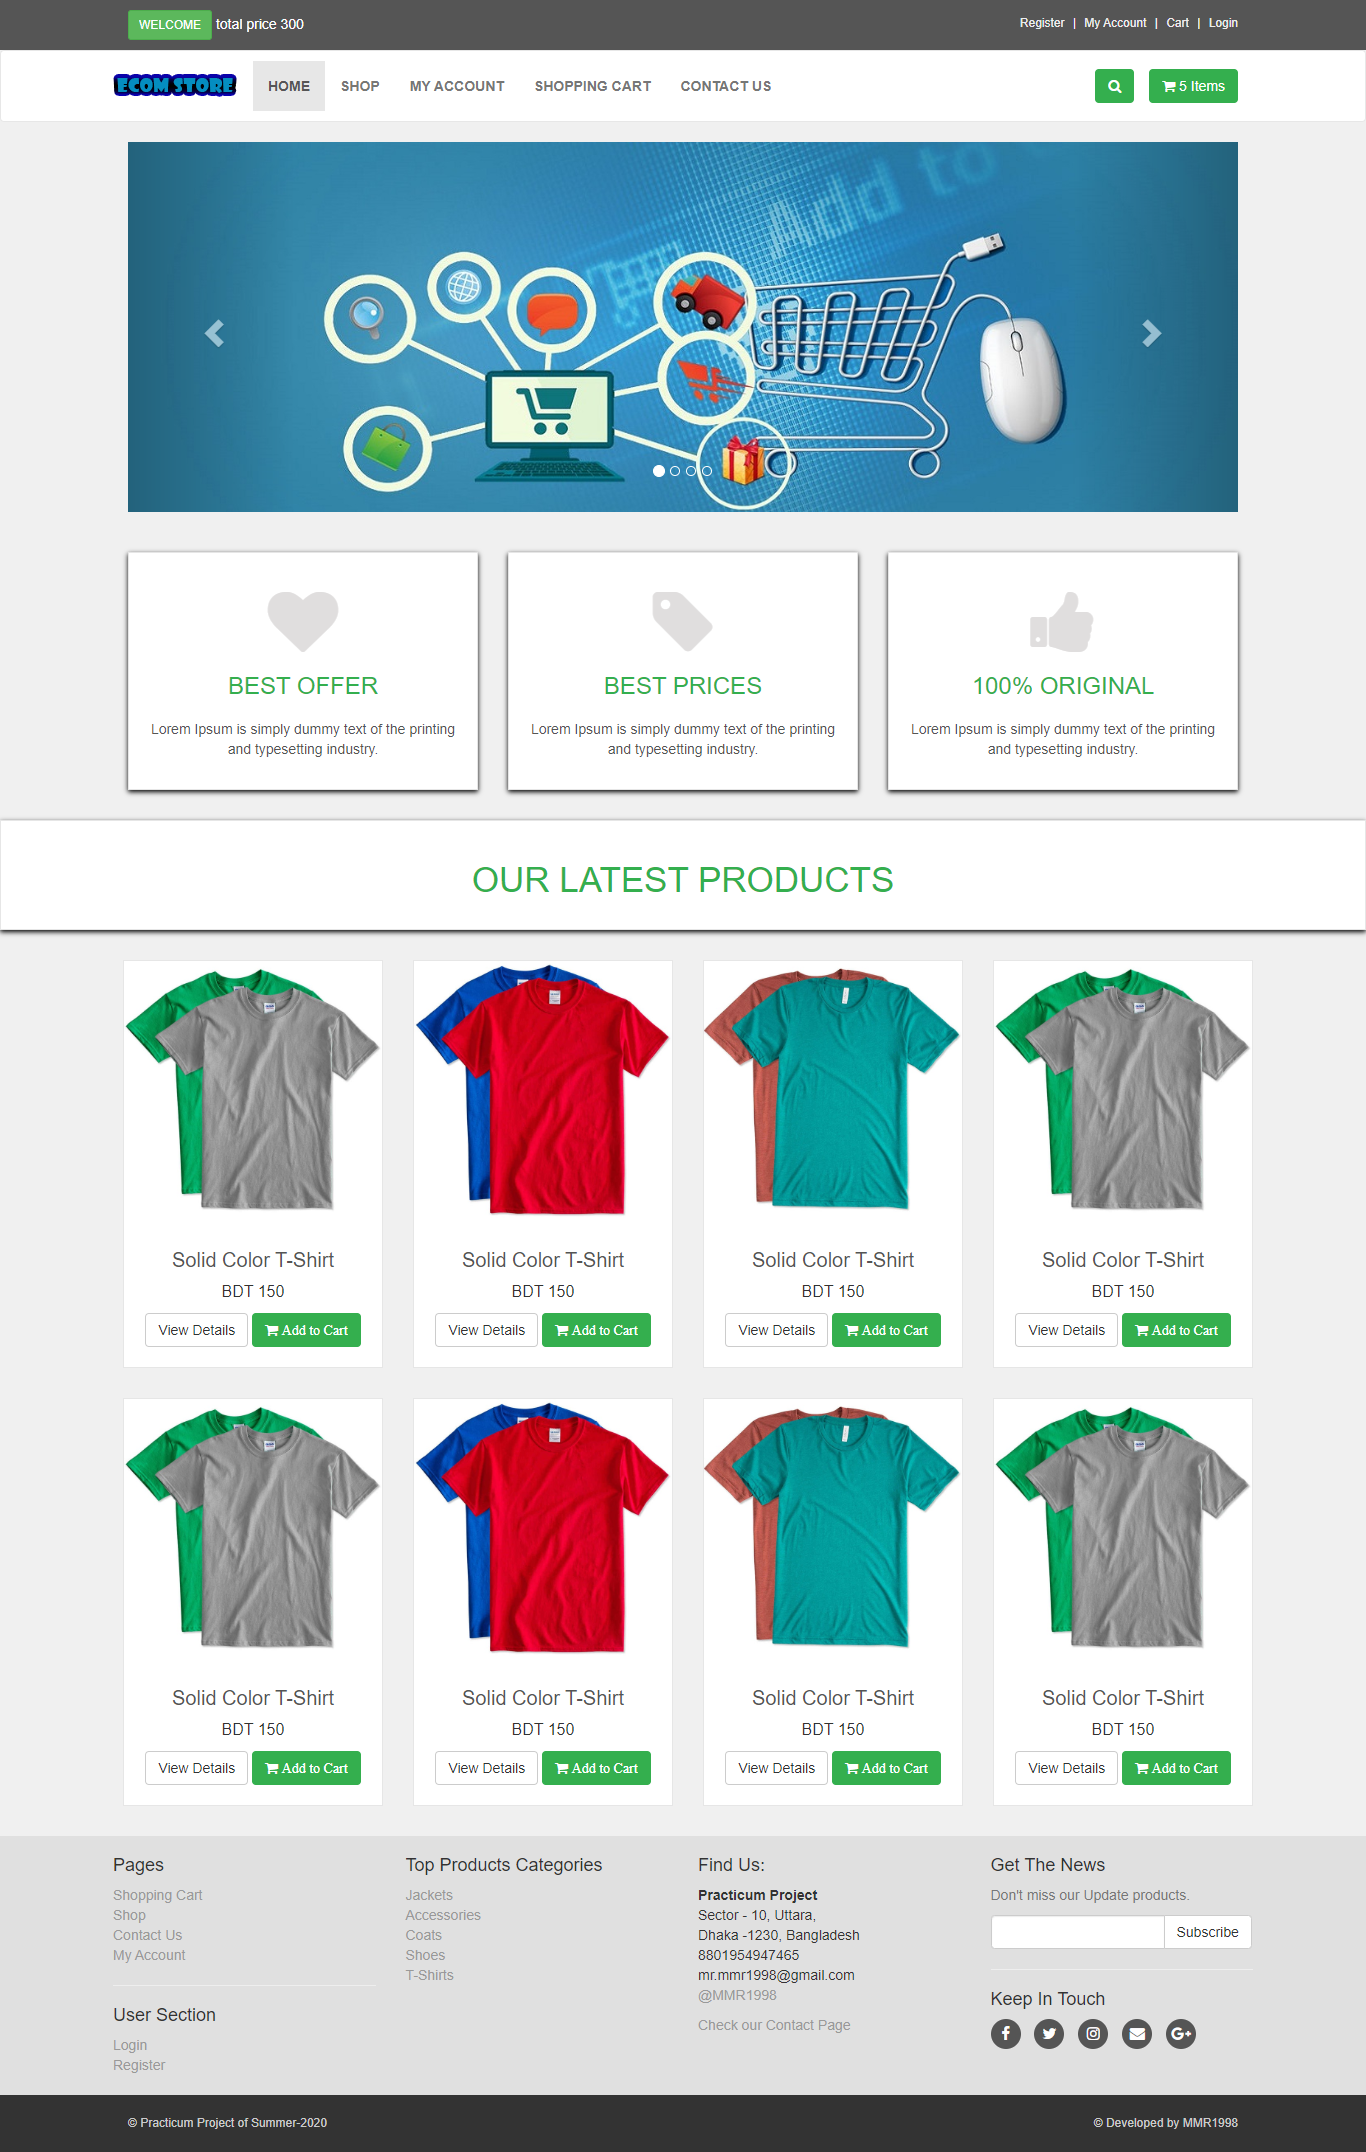 WELCOME total price 300
Register | My Account | Cart | Login
ECOM STORE
HOME SHOP MY ACCOUNT SHOPPING CART CONTACT US
5 Items
Add to
BEST OFFER
Lorem Ipsum is simply dummy text of the printing
and typesetting industry.
BEST PRICES
Lorem Ipsum is simply dummy text of the printing
and typesetting industry.
100% ORIGINAL
Lorem Ipsum is simply dummy text of the printing
and typesetting industry.
OUR LATEST PRODUCTS
Solid Color T-Shirt
BDT 150
View Details Add to Cart
Solid Color T-Shirt
BDT 150
View Details Add to Cart
Solid Color T-Shirt
BDT 150
View Details Add to Cart
Solid Color T-Shirt
BDT 150
View Details Add to Cart
Solid Color T-Shirt
BDT 150
View Details Add to Cart
Solid Color T-Shirt
BDT 150
View Details Add to Cart
Solid Color T-Shirt
BDT 150
View Details Add to Cart
Solid Color T-Shirt
BDT 150
View Details Add to Cart
Pages
Shopping Cart
Shop
Contact Us
My Account
User Section
Login
Register
Top Products Categories
Jackets
Accessories
Coats
Shoes
T-Shirts
Find Us:
Practicum Project
Sector - 10, Uttara,
Dhaka -1230, Bangladesh
8801954947465
mr.mmr1998@gmail.com
@MMR1998
Check our Contact Page
Get The News
Don't miss our Update products.
Subscribe
Keep In Touch
© Practicum Project of Summer-2020
© Developed by MMR1998